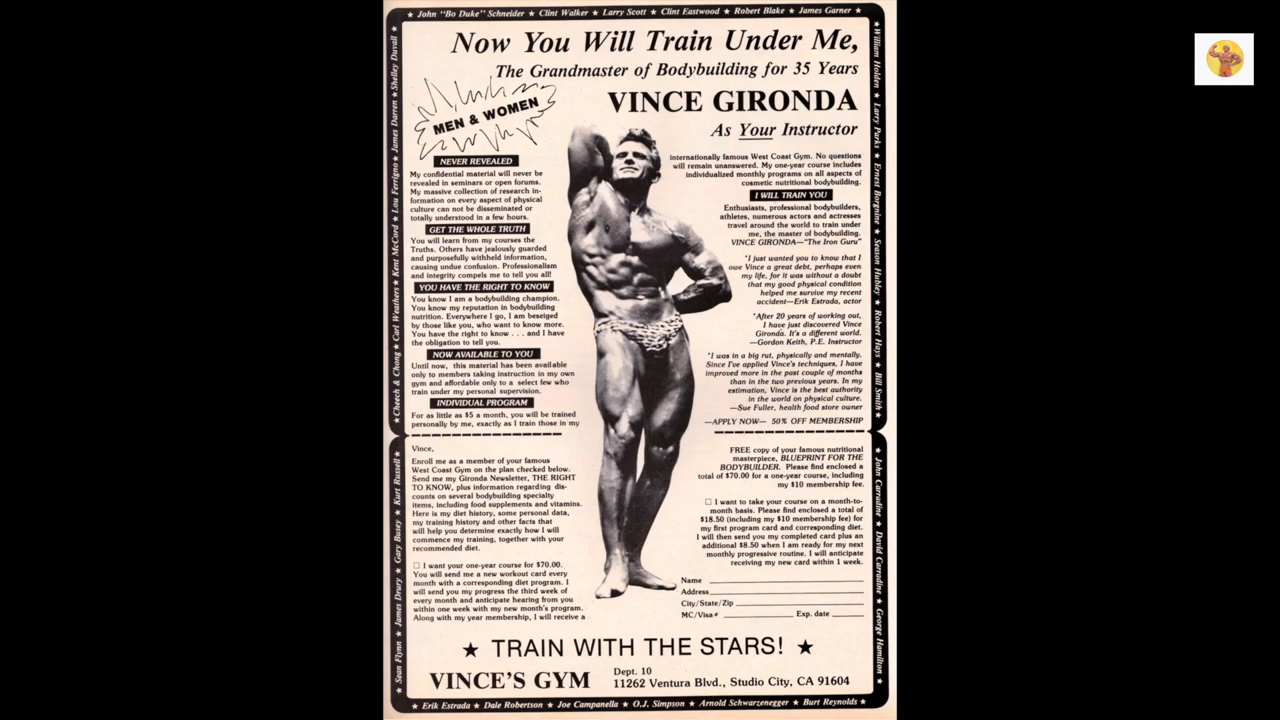 ★ John "Bo Duke" Schneider ★ Clint Walker ★ Larry Scott ★ Clint Eastwood ★ Robert Blake ★ James Garner ★
Now You Will Train Under Me,
The Grandmaster of Bodybuilding for 35 Years
MEN & WOMEN
VINCE GIRONDA
As Your Instructor
NEVER REVEALED
My confidential material will never be
revealed in seminars or open forums.
My massive collection of research in-
formation on every aspect of physical
culture can not be disseminated or
totally understood in a few hours.
GET THE WHOLE TRUTH
You will learn from my courses the
Truths. Others have jealously guarded
and purposefully withheld information,
causing undue confusion. Professionalism
and integrity compels me to tell you all!
YOU HAVE THE RIGHT TO KNOW
You know I am a bodybuilding champion.
You know my reputation in bodybuilding
nutrition. Everywhere I go, I am beseiged
by those like you, who want to know more.
You have the right to know . . . and I have
the obligation to tell you.
NOW AVAILABLE TO YOU
Until now, this material has been available
only to members taking instruction in my own
gym and affordable only to a select few who
train under my personal supervision.
INDIVIDUAL PROGRAM
For as little as $5 a month, you will be trained
personally by me, exactly as I train those in my
internationally famous West Coast Gym. No questions
will remain unanswered. My one-year course includes
individualized monthly programs on all aspects of
cosmetic nutritional bodybuilding.
I WILL TRAIN YOU
Enthusiasts, professional bodybuilders,
athletes, numerous actors and actresses
travel around the world to train under
me, the master of bodybuilding.
VINCE GIRONDA—"The Iron Guru"
"I just wanted you to know that I
owe Vince a great debt, perhaps even
my life, for it was without a doubt
that my good physical condition
helped me survive my recent
accident—Erik Estrada, actor
"After 20 years of working out,
I have just discovered Vince
Gironda. It's a different world.
—Gordon Keith, P.E. Instructor
"I was in a big rut, physically and mentally.
Since I've applied Vince's techniques, I have
improved more in the past couple of months
than in the two previous years. In my
estimation, Vince is the best authority
in the world on physical culture.
—Sue Fuller, health food store owner
—APPLY NOW— 50% OFF MEMBERSHIP
Vince,
Enroll me as a member of your famous
West Coast Gym on the plan checked below.
Send me my Gironda Newsletter, THE RIGHT
TO KNOW, plus information regarding dis-
counts on several bodybuilding specialty
items, including food supplements and vitamins.
Here is my diet history, some personal data,
my training history and other facts that
will help you determine exactly how I will
commence my training, together with your
recommended diet.
☐ I want your one-year course for $70.00.
You will send me a new workout card every
month with a corresponding diet program. I
will send you my progress the third week of
every month and anticipate hearing from you
within one week with my new month's program.
Along with my year membership, I will receive a
FREE copy of your famous nutritional
masterpiece, BLUEPRINT FOR THE
BODYBUILDER. Please find enclosed a
total of $70.00 for a one-year course, including
my $10 membership fee.
☐ I want to take your course on a month-to-
month basis. Please find enclosed a total of
$18.50 (including my $10 membership fee) for
my first program card and corresponding diet.
I will then send you my completed card plus an
additional $8.50 when I am ready for my next
monthly progressive routine. I will anticipate
receiving my new card within 1 week.
Name
Address
City/State/Zip
MC/Visa# Exp. date
★ TRAIN WITH THE STARS! ★
VINCE'S GYM
Dept. 10
11262 Ventura Blvd., Studio City, CA 91604
★ Erik Estrada ★ Dale Robertson ★ Joe Campanella ★ O.J. Simpson ★ Arnold Schwarzenegger ★ Burt Reynolds ★
★ Cheech & Chong ★ Carl Weathers ★ Kent McCord ★ Lou Ferrigno ★ James Darren ★ Shelley Duvall ★
★ Sean Flynn ★ James Drury ★ Gary Busey ★ Kurt Russell ★
★ William Holden ★ Larry Parks ★ Ernest Borgnine ★ Season Hubley ★ Robert Hays ★ Bill Smith ★
★ John Carradine ★ David Carradine ★ George Hamilton ★